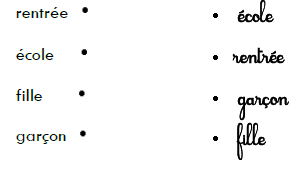 rentrée • • école
école • • rentrée
fille • • garçon
garçon • • fille